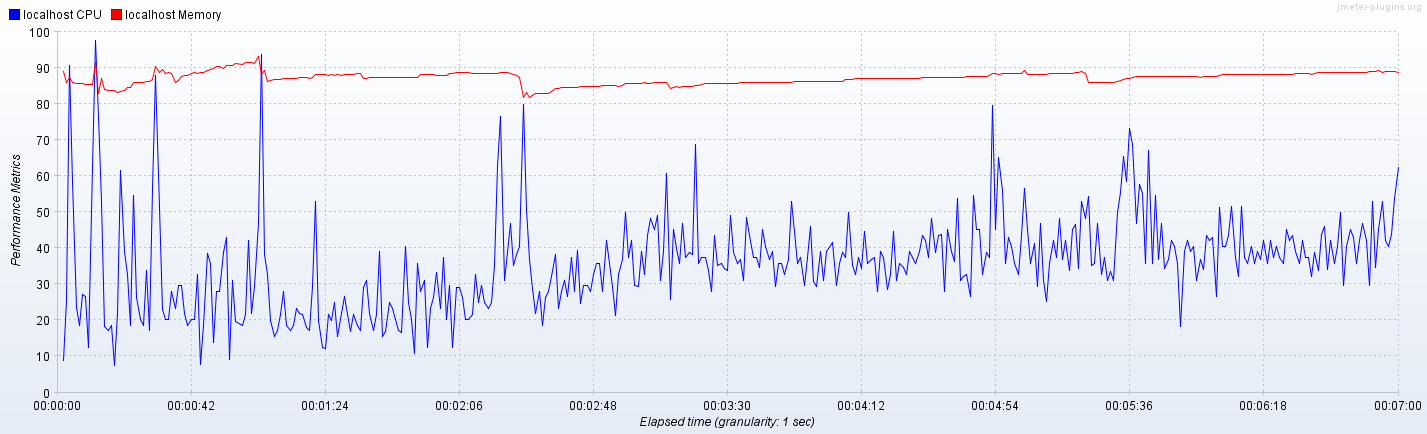 localhost CPU localhost Memory
jmeter-plugins.org
100
90
80
70
60
50
40
30
20
10
0
Performance Metrics
00:00:00 00:00:42 00:01:24 00:02:06 00:02:48 00:03:30 00:04:12 00:04:54 00:05:36 00:06:18 00:07:00
Elapsed time (granularity: 1 sec)